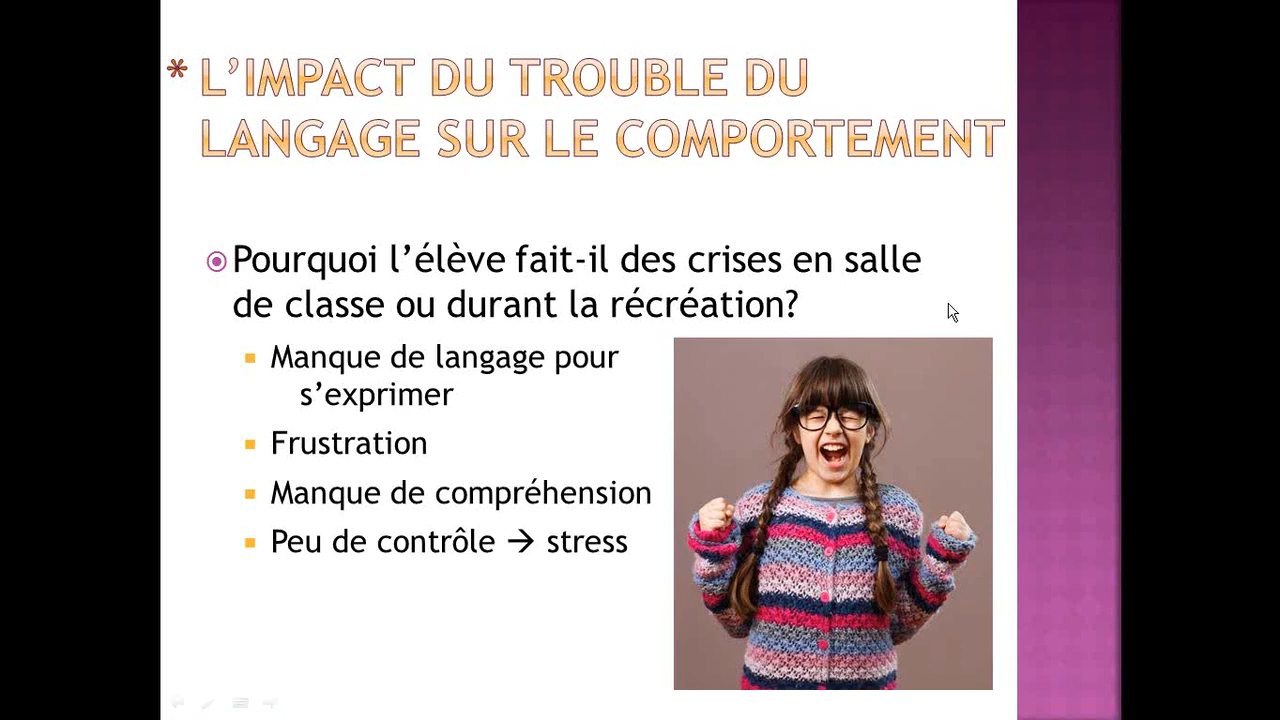 * L’IMPACT DU TROUBLE DU
LANGAGE SUR LE COMPORTEMENT
Pourquoi l’élève fait-il des crises en salle
de classe ou durant la récréation?
Manque de langage pour
s’exprimer
Frustration
Manque de compréhension
Peu de contrôle → stress